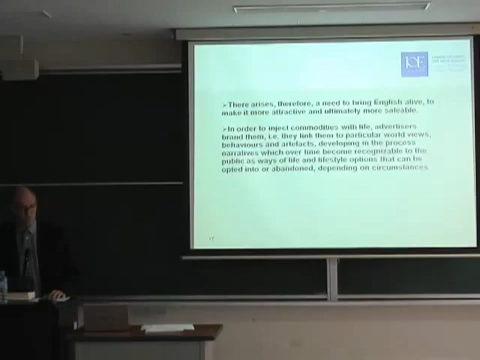 IOE
➢There arises, therefore, a need to bring English alive, to
make it more attractive and ultimately more saleable.
➢In order to inject commodities with life, advertisers
brand them, i.e. they link them to particular world views,
behaviours and artefacts, developing in the process
narratives which over time become recognizable to the
public as ways of life and lifestyle options that can be
opted into or abandoned, depending on circumstances